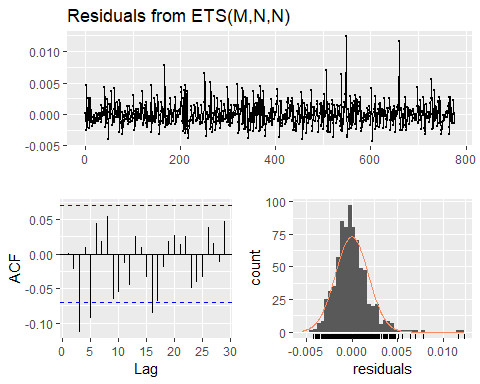 Residuals from ETS(M,N,N)
0.010
0.005
0.000
-0.005
0 200 400 600 800
0.05
0.00
-0.05
-0.10
ACF
0 5 10 15 20 25 30
Lag
100
75
50
25
0
count
-0.005 0.000 0.005 0.010
residuals